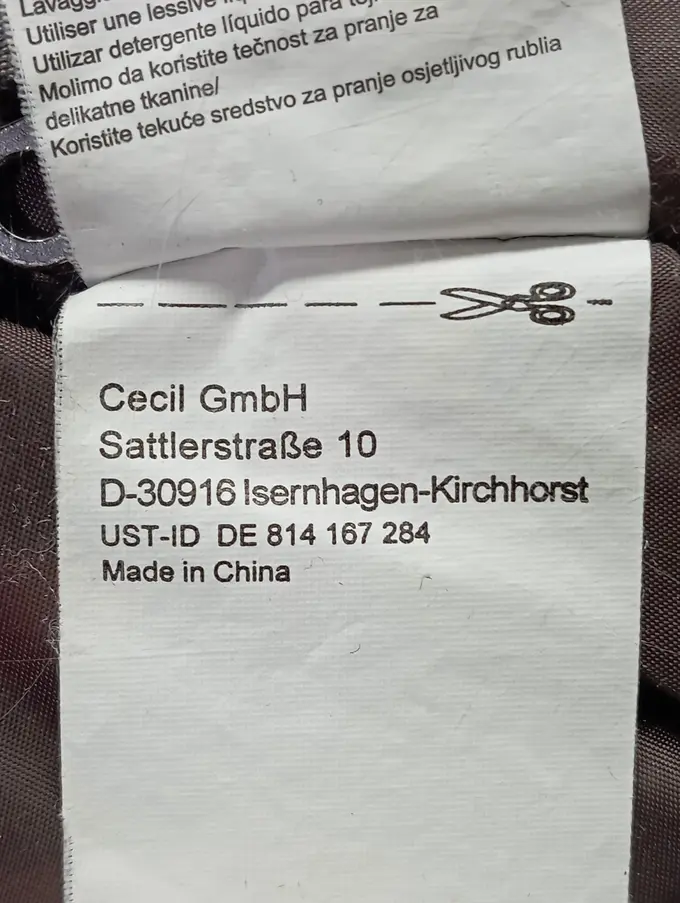 Utiliser une lessive
Utilizar detergente líquido para
Molimo da koristite tečnost za pranje za
delikatne tkanine/
Koristite tekuće sredstvo za pranje osjetljivog rublia
Cecil GmbH
Sattlerstraße 10
D-30916 Isernhagen-Kirchhorst
UST-ID DE 814 167 284
Made in China